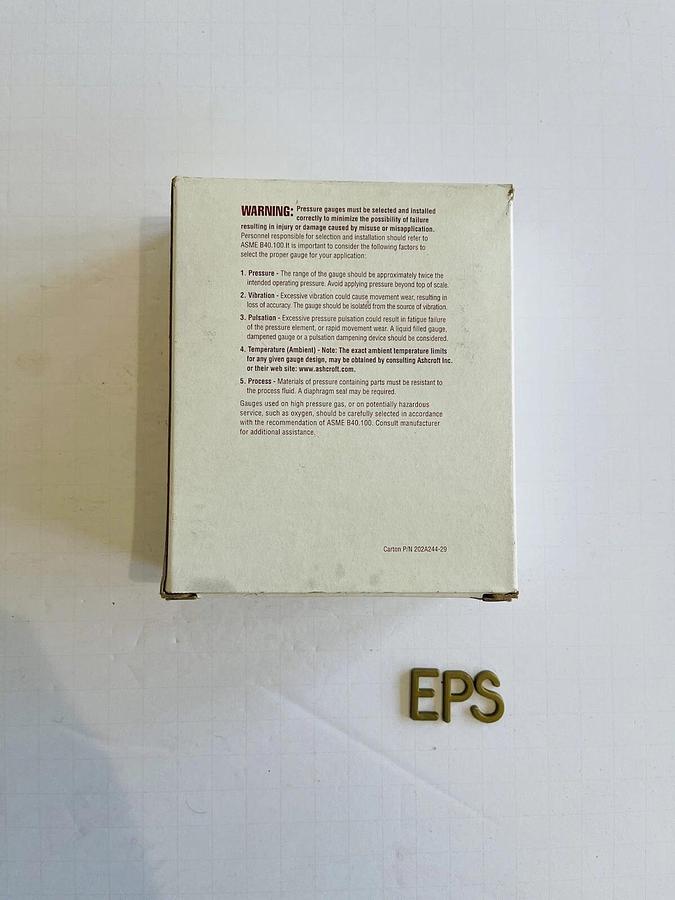 WARNING: Pressure gauges must be selected and installed
correctly to minimize the possibility of failure
resulting in injury or damage caused by misuse or misapplication.
Personnel responsible for selection and installation should refer to
ASME B40.100.It is important to consider the following factors to
select the proper gauge for your application:
1. Pressure - The range of the gauge should be approximately twice the
intended operating pressure. Avoid applying pressure beyond top of scale.
2. Vibration - Excessive vibration could cause movement wear, resulting in
loss of accuracy. The gauge should be isolated from the source of vibration.
3. Pulsation - Excessive pressure pulsation could result in fatigue failure
of the pressure element, or rapid movement wear. A liquid filled gauge,
dampened gauge or a pulsation dampening device should be considered.
4. Temperature (Ambient) - Note: The exact ambient temperature limits
for any given gauge design, may be obtained by consulting Ashcroft Inc.
or their web site: www.ashcroft.com.
5. Process - Materials of pressure containing parts must be resistant to
the process fluid. A diaphragm seal may be required.
Gauges used on high pressure gas, or on potentially hazardous
service, such as oxygen, should be carefully selected in accordance
with the recommendation of ASME B40.100. Consult manufacturer
for additional assistance.
Carton P/N 202A244-29
EPS